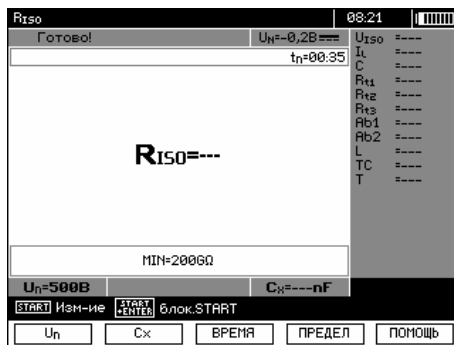 RISO 08:21
Готово! UN=-0,2В
tn=00:35
RISO=---
MIN=200GΩ
Un=500В Cx=---nF
UISO =---
IL =---
C =---
Rt1 =---
Rt2 =---
Rt3 =---
Ab1 =---
Ab2 =---
L =---
TC =---
T =---
START Изм-ие START +ENTER блок.START
Un Cx ВРЕМЯ ПРЕДЕЛ ПОМОЩЬ